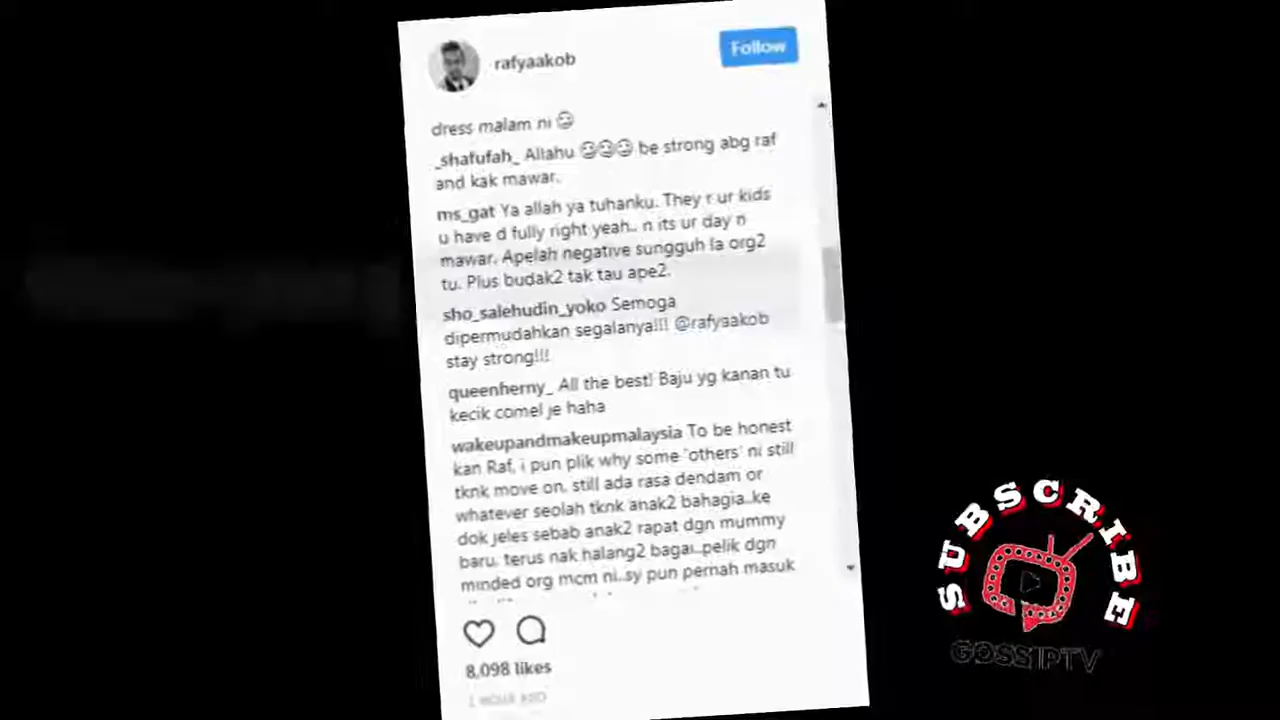 rafyaakob
Follow
dress malam ni
_shafufah_ Allahu be strong abg raf
and kak mawar.
ms_gat Ya allah ya tuhanku. They r ur kids
u have d fully right yeah.. n its ur day n
mawar. Apelah negative sungguh la org2
tu. Plus budak2 tak tau ape2.
sho_salehudin_yoko Semoga
dipermudahkan segalanya!!! @rafyaakob
stay strong!!!
queenherny_ All the best! Baju yg kanan tu
kecik comel je haha
wakeupandmakeupmalaysia To be honest
kan Raf, i pun plik why some 'others' ni still
tknk move on, still ada rasa dendam or
whatever seolah tknk anak2 bahagia..ke
dok jeles sebab anak2 rapat dgn mummy
baru, terus nak halang2 bagai..pelik dgn
minded org mcm ni..sy pun pernah masuk
8,098 likes
1 HOUR AGO
SUBSCRIBE
GOSSIPTV